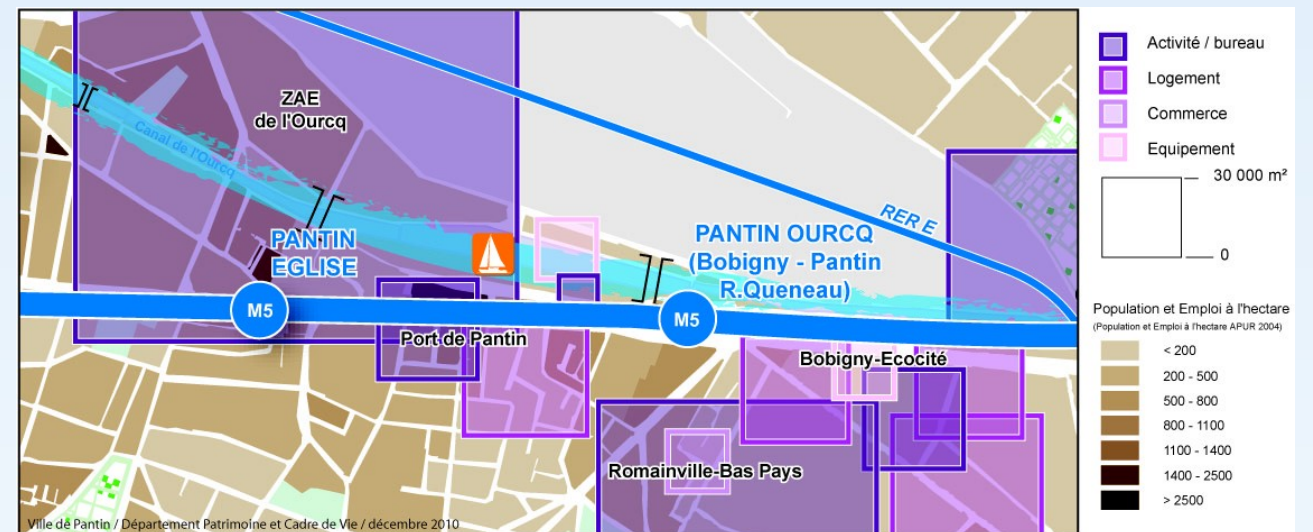 ZAE
de l'Ourcq
Canal de l'Ourcq
PANTIN
EGLISE
M5
Port de Pantin
PANTIN OURCQ
(Bobigny - Pantin
R.Queneau)
RER E
M5
Bobigny-Ecocité
Romainville-Bas Pays
Ville de Pantin / Département Patrimoine et Cadre de Vie / décembre 2010
Activité / bureau
Logement
Commerce
Equipement
30 000 m²
0
Population et Emploi à l'hectare
(Population et Emploi à l'hectare APUR 2004)
< 200
200 - 500
500 - 800
800 - 1100
1100 - 1400
1400 - 2500
> 2500